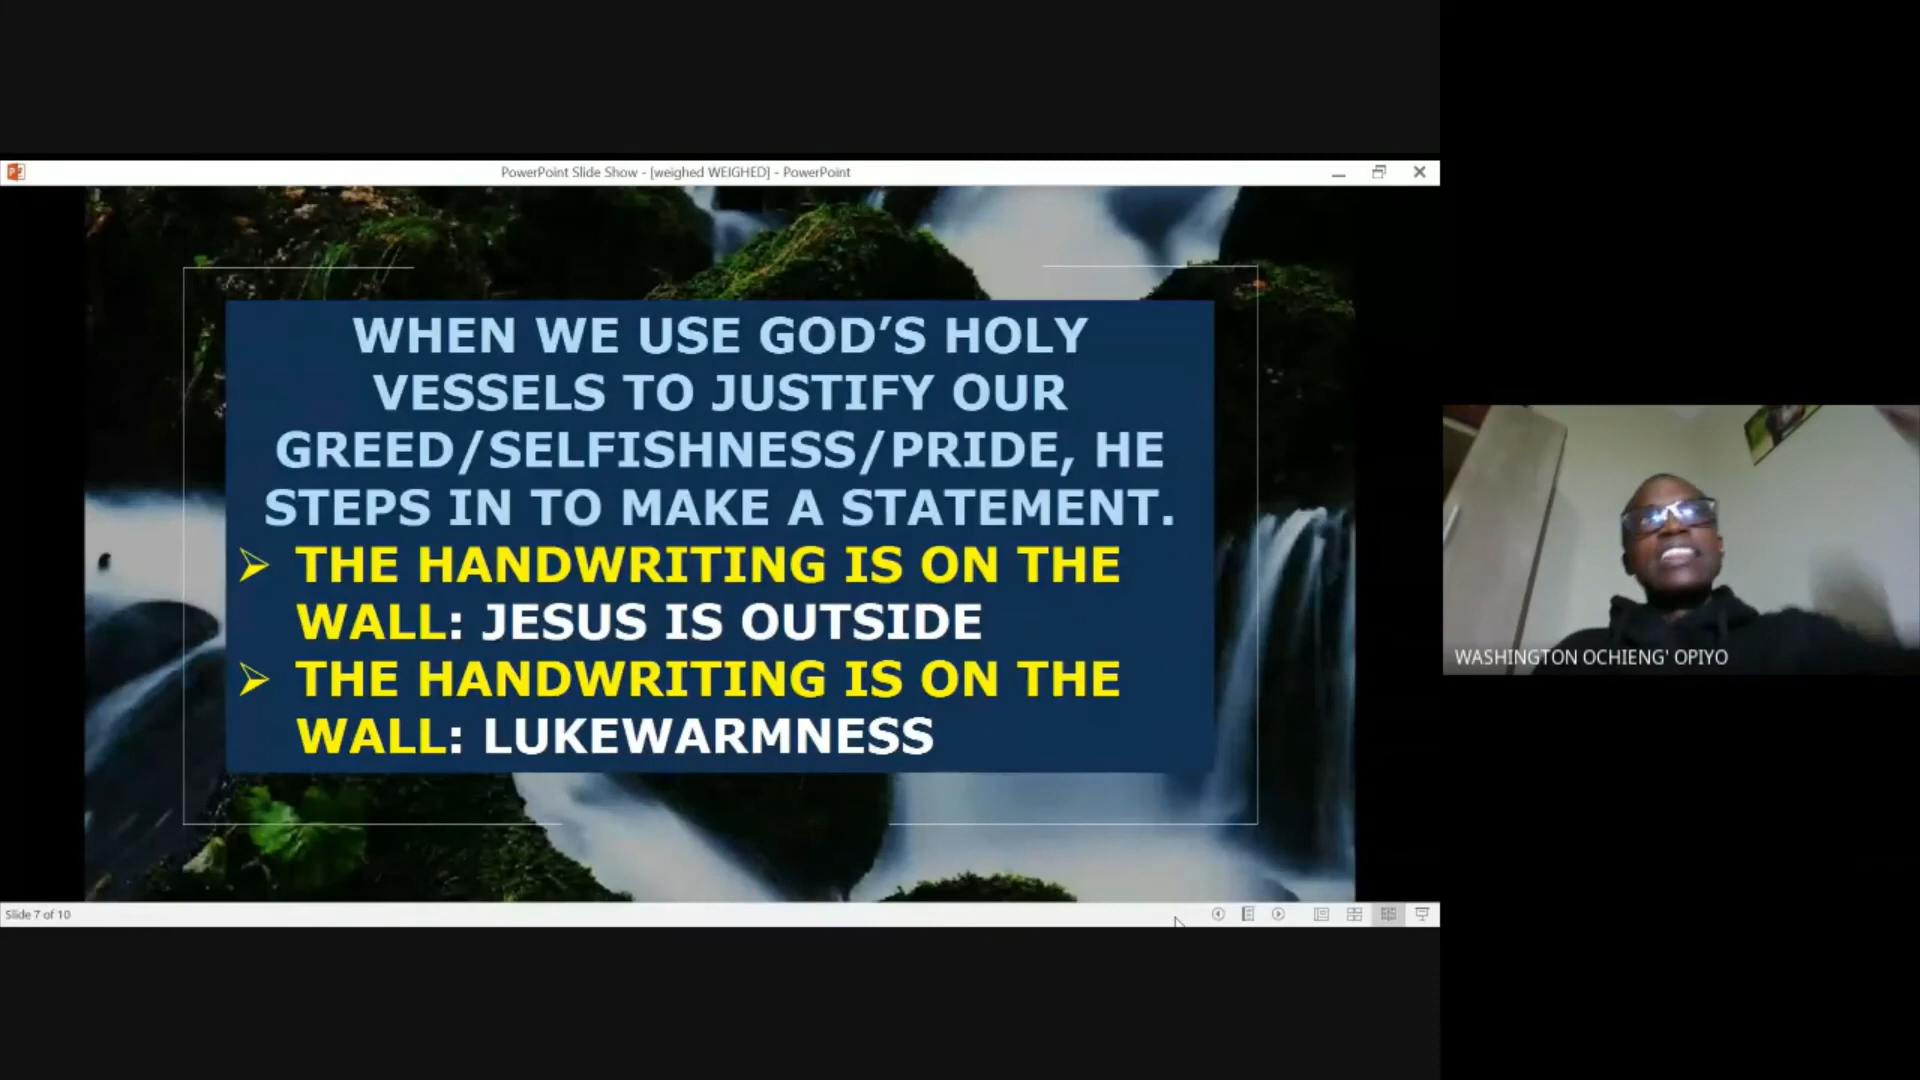 PowerPoint Slide Show - [weighed WEIGHED] - PowerPoint
WHEN WE USE GOD’S HOLY
VESSELS TO JUSTIFY OUR
GREED/SELFISHNESS/PRIDE, HE
STEPS IN TO MAKE A STATEMENT.
➢ THE HANDWRITING IS ON THE
WALL: JESUS IS OUTSIDE
➢ THE HANDWRITING IS ON THE
WALL: LUKEWARMNESS
WASHINGTON OCHIENG' OPIYO
Slide 7 of 10